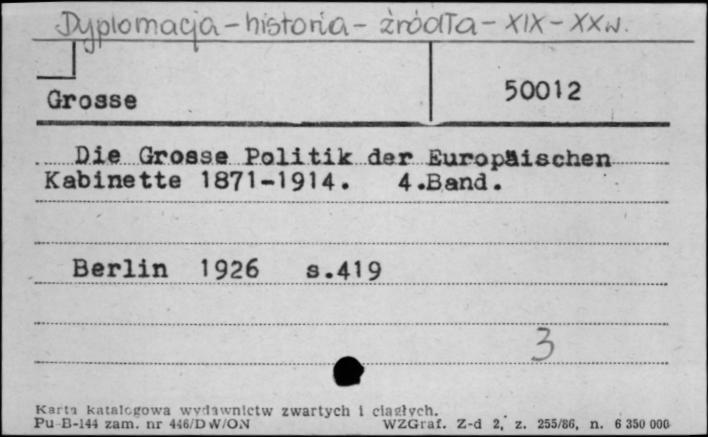 Dyplomacja – historia – źródła – XIX – XX w.
Grosse
50012
Die Grosse Politik der Europäischen
Kabinette 1871-1914. 4.Band.
Berlin 1926 s.419
3
Karta katalogowa wydawnictw zwartych i ciągłych.
Pu-B-144 zam. nr 446/DW/ON WZGraf. Z-d 2, z. 255/86, n. 6 350 000